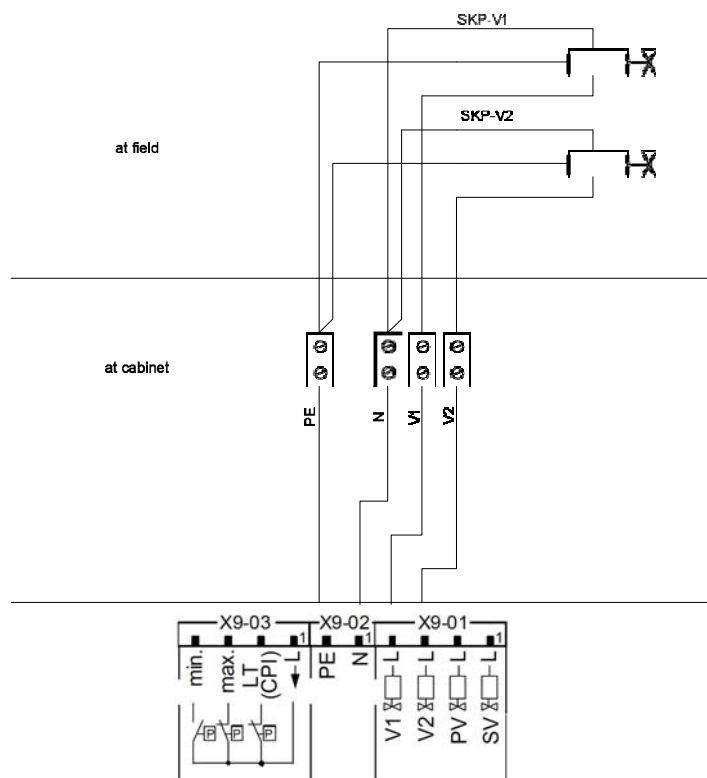 SKP-V1
SKP-V2
at field
at cabinet
PE
N
V1
V2
X9-03
X9-02
X9-01
1
1
1
min.
max.
LT
(CPI)
L
PE
N
L
L
L
L
P
P
P
V1
V2
PV
SV